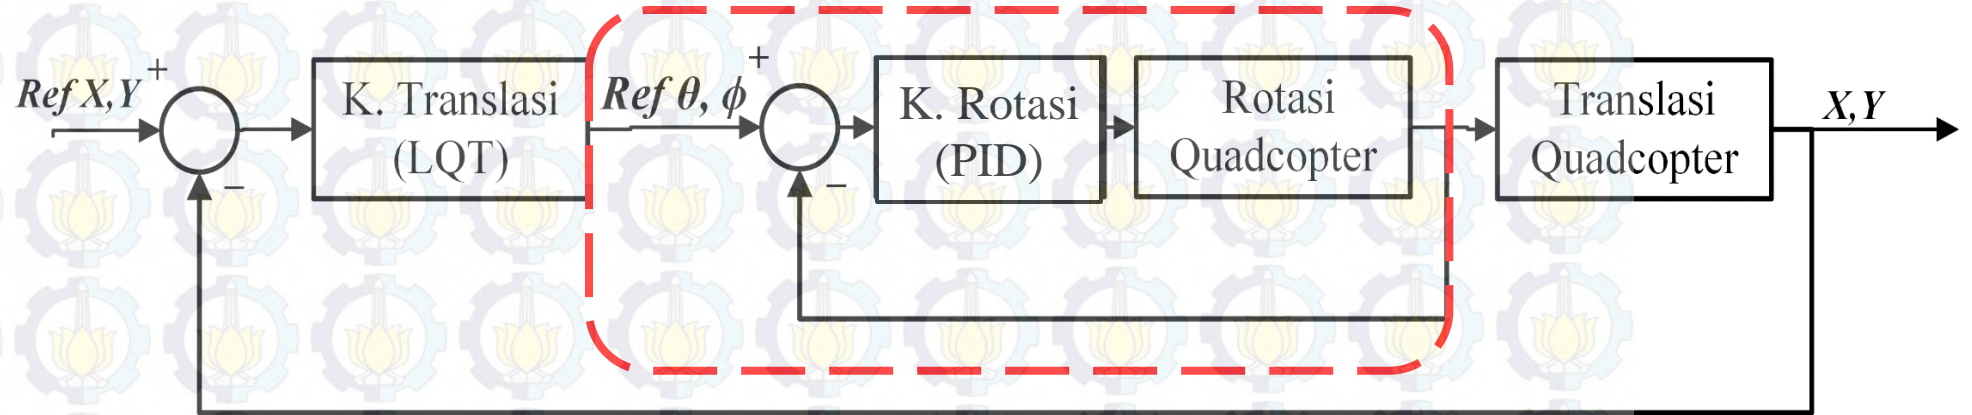 Ref X,Y
+
−
K. Translasi
(LQT)
Ref θ, ϕ
+
−
K. Rotasi
(PID)
Rotasi
Quadcopter
Translasi
Quadcopter
X,Y